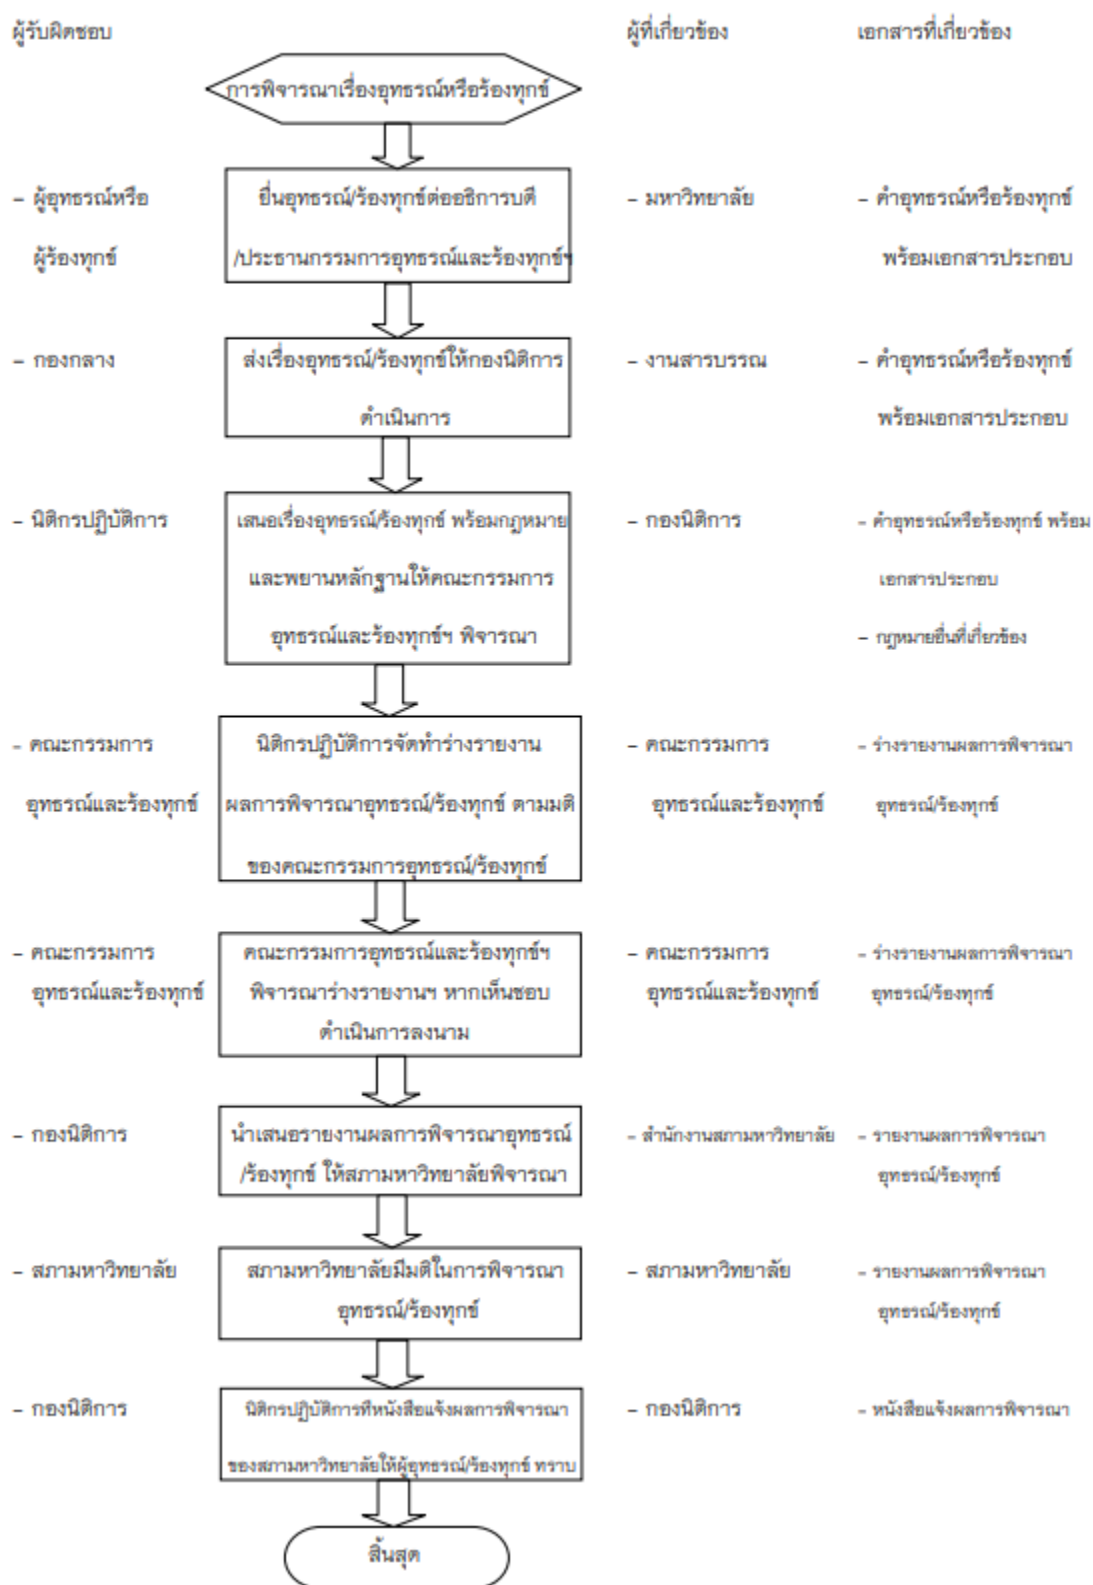 ผู้รับผิดชอบ ผู้ที่เกี่ยวข้อง เอกสารที่เกี่ยวข้อง
การพิจารณาเรื่องอุทธรณ์หรือร้องทุกข์
– ผู้อุทธรณ์หรือ ยื่นอุทธรณ์/ร้องทุกข์ต่ออธิการบดี – มหาวิทยาลัย – คำอุทธรณ์หรือร้องทุกข์
ผู้ร้องทุกข์ /ประธานกรรมการอุทธรณ์และร้องทุกข์ฯ พร้อมเอกสารประกอบ
– กองกลาง ส่งเรื่องอุทธรณ์/ร้องทุกข์ให้กองนิติการ – งานสารบรรณ – คำอุทธรณ์หรือร้องทุกข์
ดำเนินการ พร้อมเอกสารประกอบ
– นิติกรปฏิบัติการ เสนอเรื่องอุทธรณ์/ร้องทุกข์ พร้อมกฎหมาย – กองนิติการ – คำอุทธรณ์หรือร้องทุกข์ พร้อม
และพยานหลักฐานให้คณะกรรมการ เอกสารประกอบ
อุทธรณ์และร้องทุกข์ฯ พิจารณา – กฎหมายอื่นที่เกี่ยวข้อง
– คณะกรรมการ นิติกรปฏิบัติการจัดทำร่างรายงาน – คณะกรรมการ – ร่างรายงานผลการพิจารณา
อุทธรณ์และร้องทุกข์ ผลการพิจารณาอุทธรณ์/ร้องทุกข์ ตามมติ อุทธรณ์และร้องทุกข์ อุทธรณ์/ร้องทุกข์
ของคณะกรรมการอุทธรณ์/ร้องทุกข์
– คณะกรรมการ คณะกรรมการอุทธรณ์และร้องทุกข์ฯ – คณะกรรมการ – ร่างรายงานผลการพิจารณา
อุทธรณ์และร้องทุกข์ พิจารณาร่างรายงานฯ หากเห็นชอบ อุทธรณ์และร้องทุกข์ อุทธรณ์/ร้องทุกข์
ดำเนินการลงนาม
– กองนิติการ นำเสนอรายงานผลการพิจารณาอุทธรณ์ – สำนักงานสภามหาวิทยาลัย – รายงานผลการพิจารณา
/ร้องทุกข์ ให้สภามหาวิทยาลัยพิจารณา อุทธรณ์/ร้องทุกข์
– สภามหาวิทยาลัย สภามหาวิทยาลัยมีมติในการพิจารณา – สภามหาวิทยาลัย – รายงานผลการพิจารณา
อุทธรณ์/ร้องทุกข์ อุทธรณ์/ร้องทุกข์
– กองนิติการ นิติกรปฏิบัติการทำหนังสือแจ้งผลการพิจารณา – กองนิติการ – หนังสือแจ้งผลการพิจารณา
ของสภามหาวิทยาลัยให้ผู้อุทธรณ์/ร้องทุกข์ ทราบ
สิ้นสุด